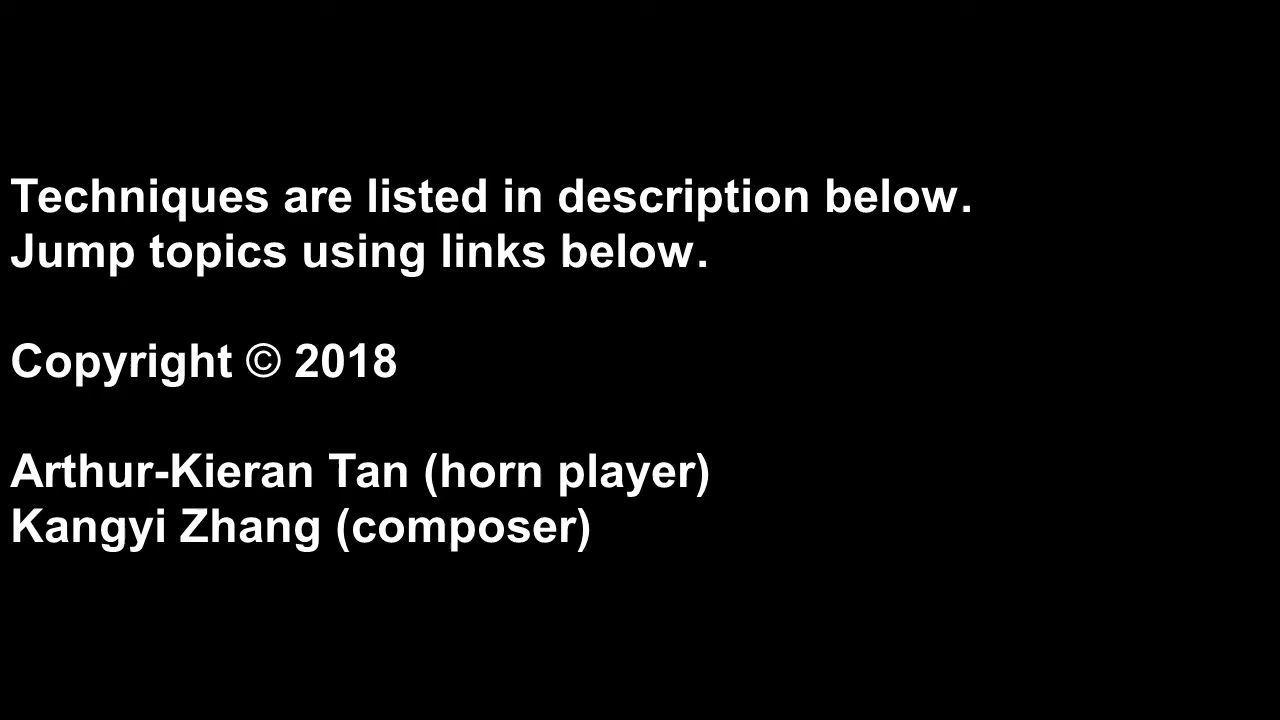 Techniques are listed in description below.
Jump topics using links below.
Copyright © 2018
Arthur-Kieran Tan (horn player)
Kangyi Zhang (composer)